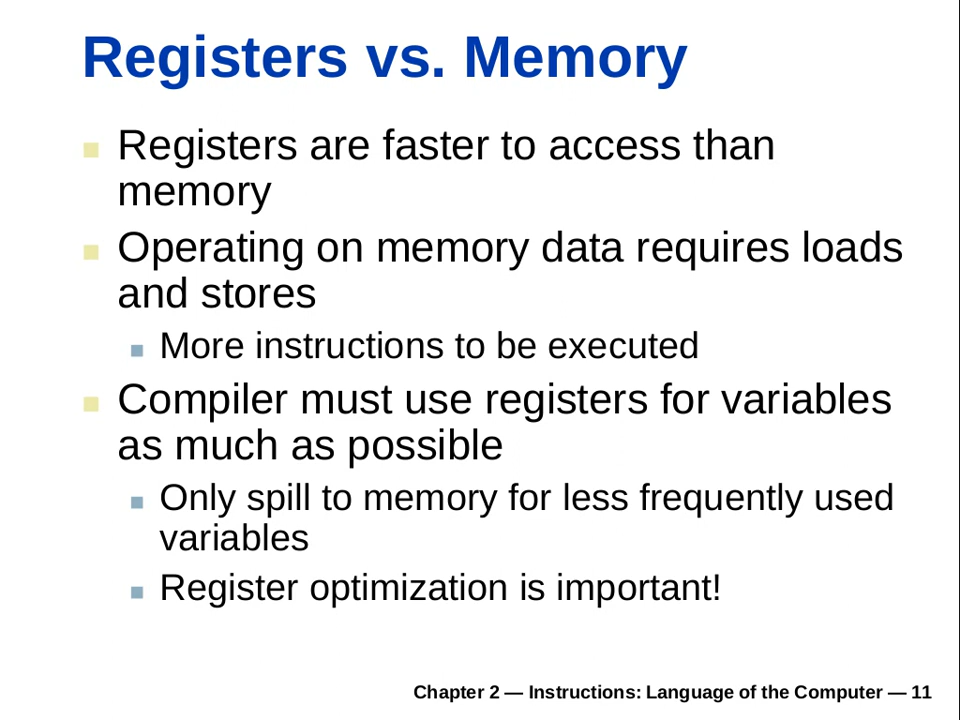 Registers vs. Memory
Registers are faster to access than
memory
Operating on memory data requires loads
and stores
More instructions to be executed
Compiler must use registers for variables
as much as possible
Only spill to memory for less frequently used
variables
Register optimization is important!
Chapter 2 — Instructions: Language of the Computer — 11